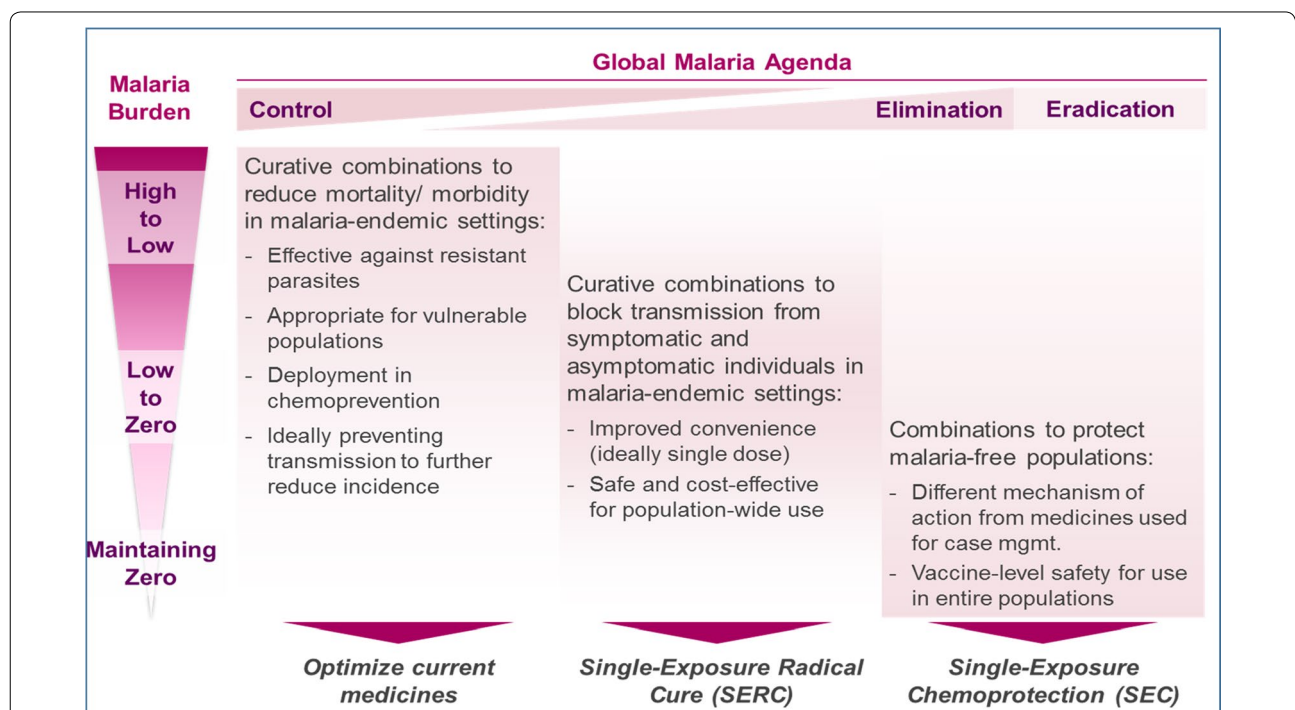 Global Malaria Agenda
Malaria
Burden
Control
Elimination
Eradication
High
to
Low
Low
to
Zero
Maintaining
Zero
Curative combinations to
reduce mortality/ morbidity
in malaria-endemic settings:
- Effective against resistant
parasites
- Appropriate for vulnerable
populations
- Deployment in
chemoprevention
- Ideally preventing
transmission to further
reduce incidence
Curative combinations to
block transmission from
symptomatic and
asymptomatic individuals in
malaria-endemic settings:
- Improved convenience
(ideally single dose)
- Safe and cost-effective
for population-wide use
Combinations to protect
malaria-free populations:
- Different mechanism of
action from medicines used
for case mgmt.
- Vaccine-level safety for use
in entire populations
Optimize current
medicines
Single-Exposure Radical
Cure (SERC)
Single-Exposure
Chemoprotection (SEC)